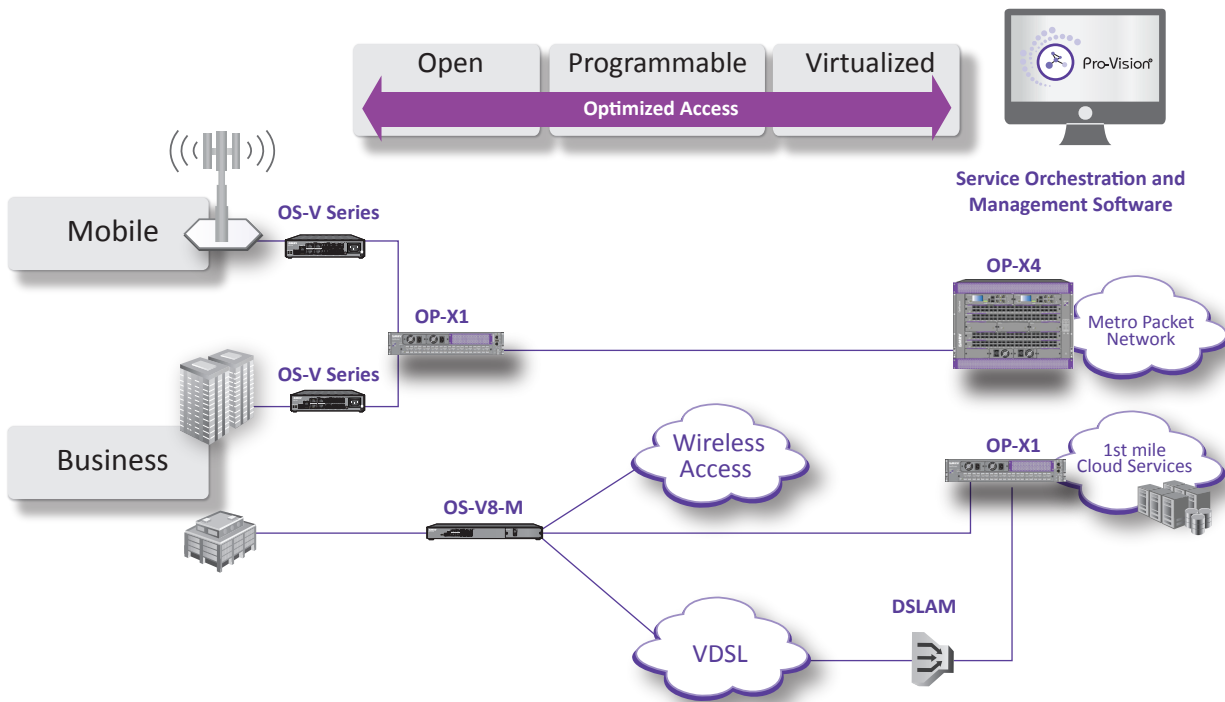 Open
Programmable
Virtualized
Optimized Access
Pro-Vision®
Service Orchestration and
Management Software
Mobile
OS-V Series
OP-X1
OP-X4
Metro Packet
Network
OS-V Series
Business
Wireless
Access
OP-X1
1st mile
Cloud Services
OS-V8-M
DSLAM
VDSL